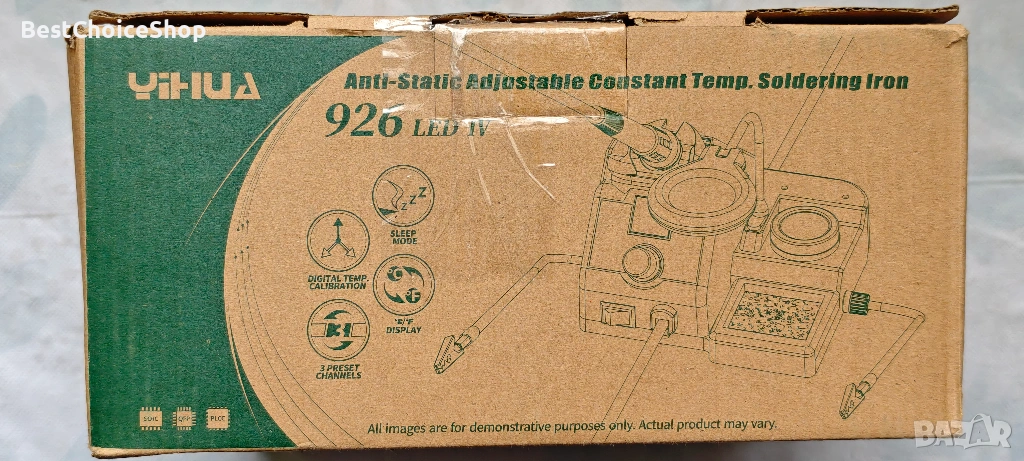 BestChoiceShop
YIHUA
Anti-Static Adjustable Constant Temp. Soldering Iron
926 LED IV
SLEEP
MODE
DIGITAL TEMP.
CALIBRATION
°C/°F
DISPLAY
3 PRESET
CHANNELS
SOIC QFP PLCC
All images are for demonstrative purposes only. Actual product may vary.
BAZAR